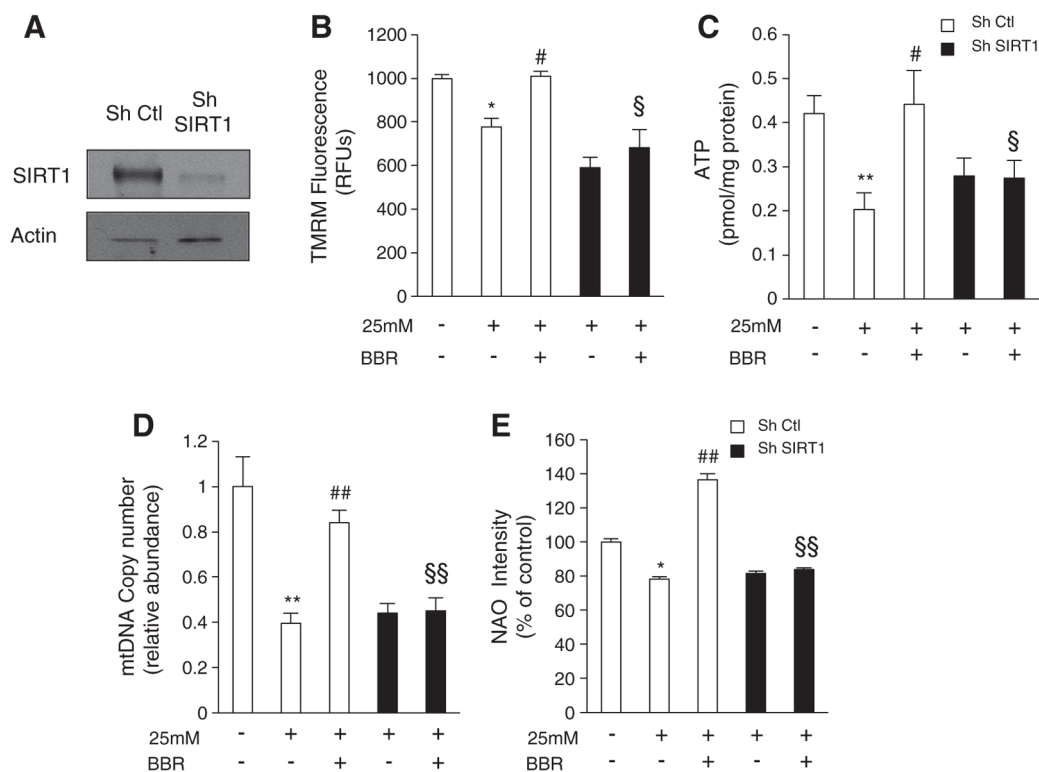 A
Sh Ctl
Sh
SIRT1
SIRT1
Actin
B
TMRM Fluorescence
(RFUs)
1200
1000
800
600
400
200
0
*
#
§
25mM - + + + +
BBR - - + - +
C
Sh Ctl
Sh SIRT1
ATP
(pmol/mg protein)
0.6
0.5
0.4
0.3
0.2
0.1
0
**
#
§
25mM - + + + +
BBR - - + - +
D
mtDNA Copy number
(relative abundance)
1.2
1
0.8
0.6
0.4
0.2
0
**
##
§§
25mM - + + + +
BBR - - + - +
E
Sh Ctl
Sh SIRT1
NAO Intensity
(% of control)
160
140
120
100
80
60
40
20
0
*
##
§§
25mM - + + + +
BBR - - + - +